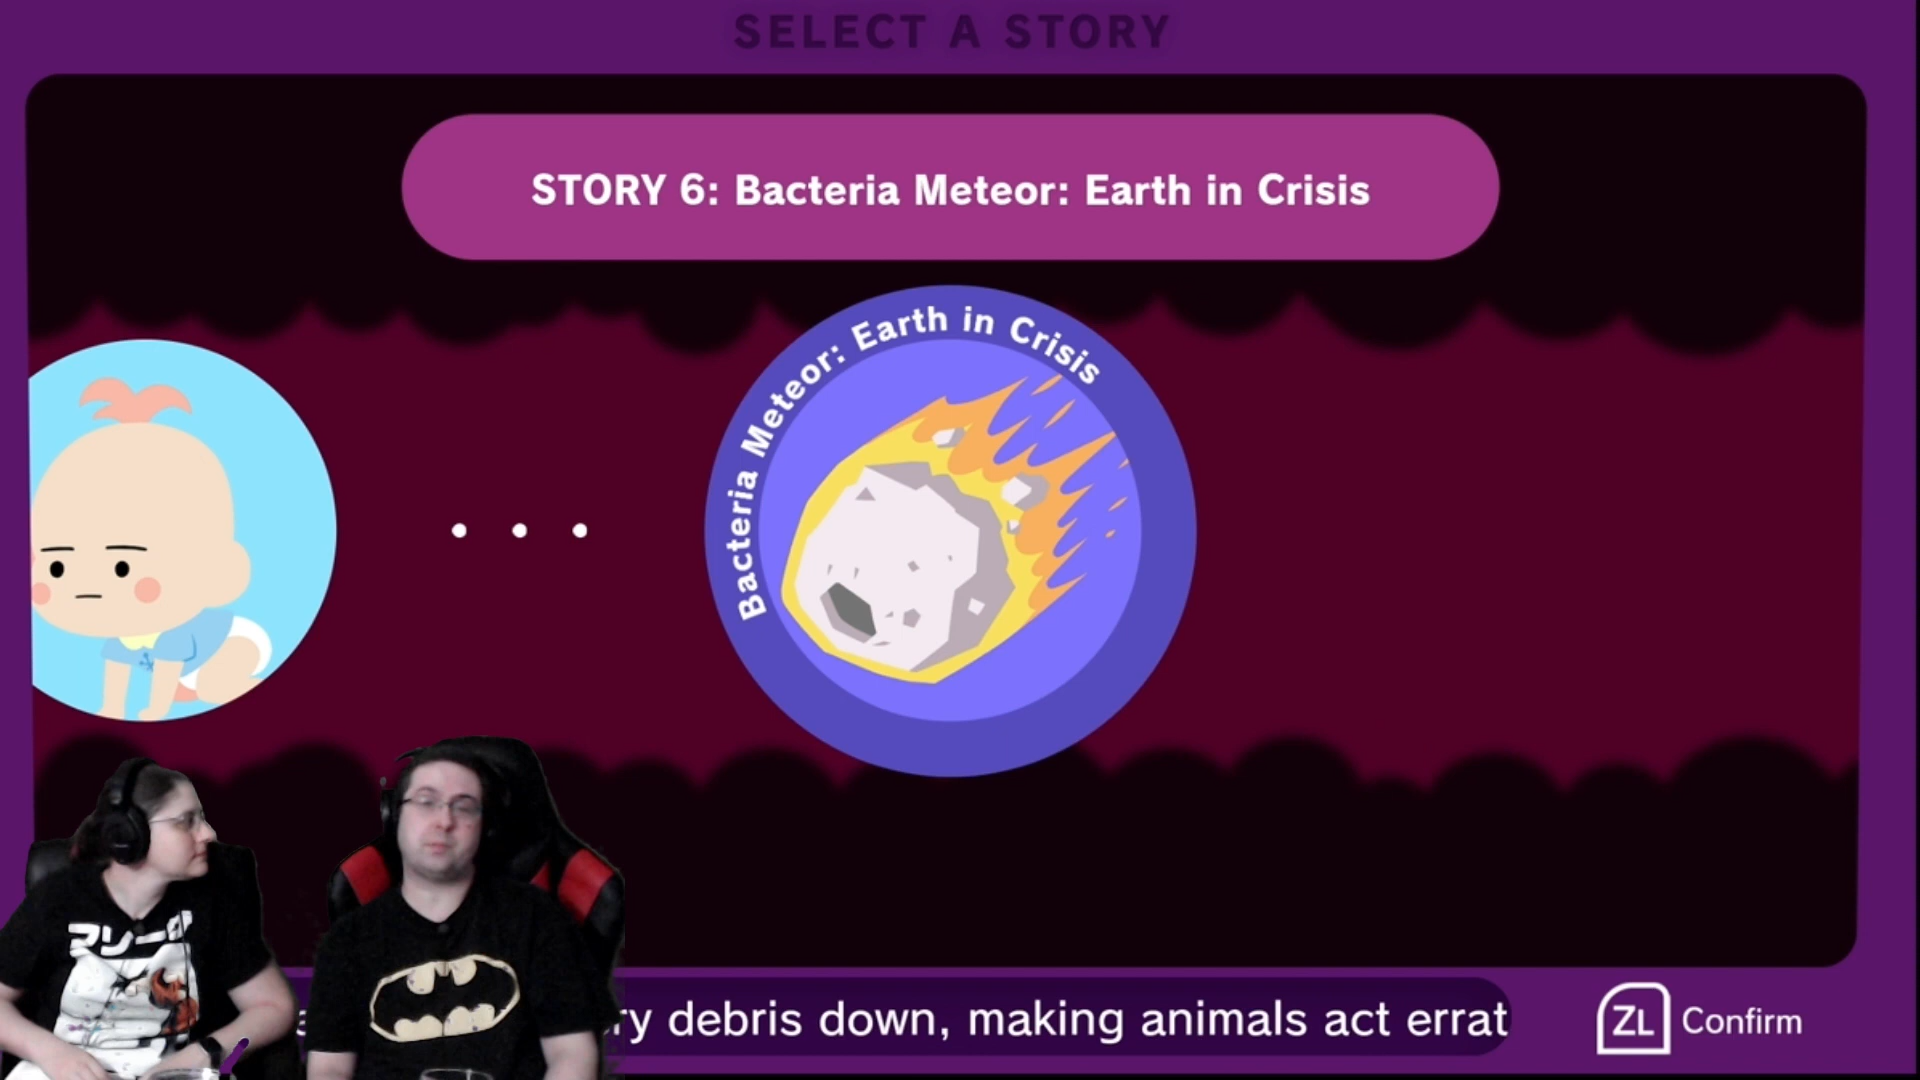 SELECT A STORY
STORY 6: Bacteria Meteor: Earth in Crisis
Bacteria Meteor: Earth in Crisis
ry debris down, making animals act errat
ZL Confirm